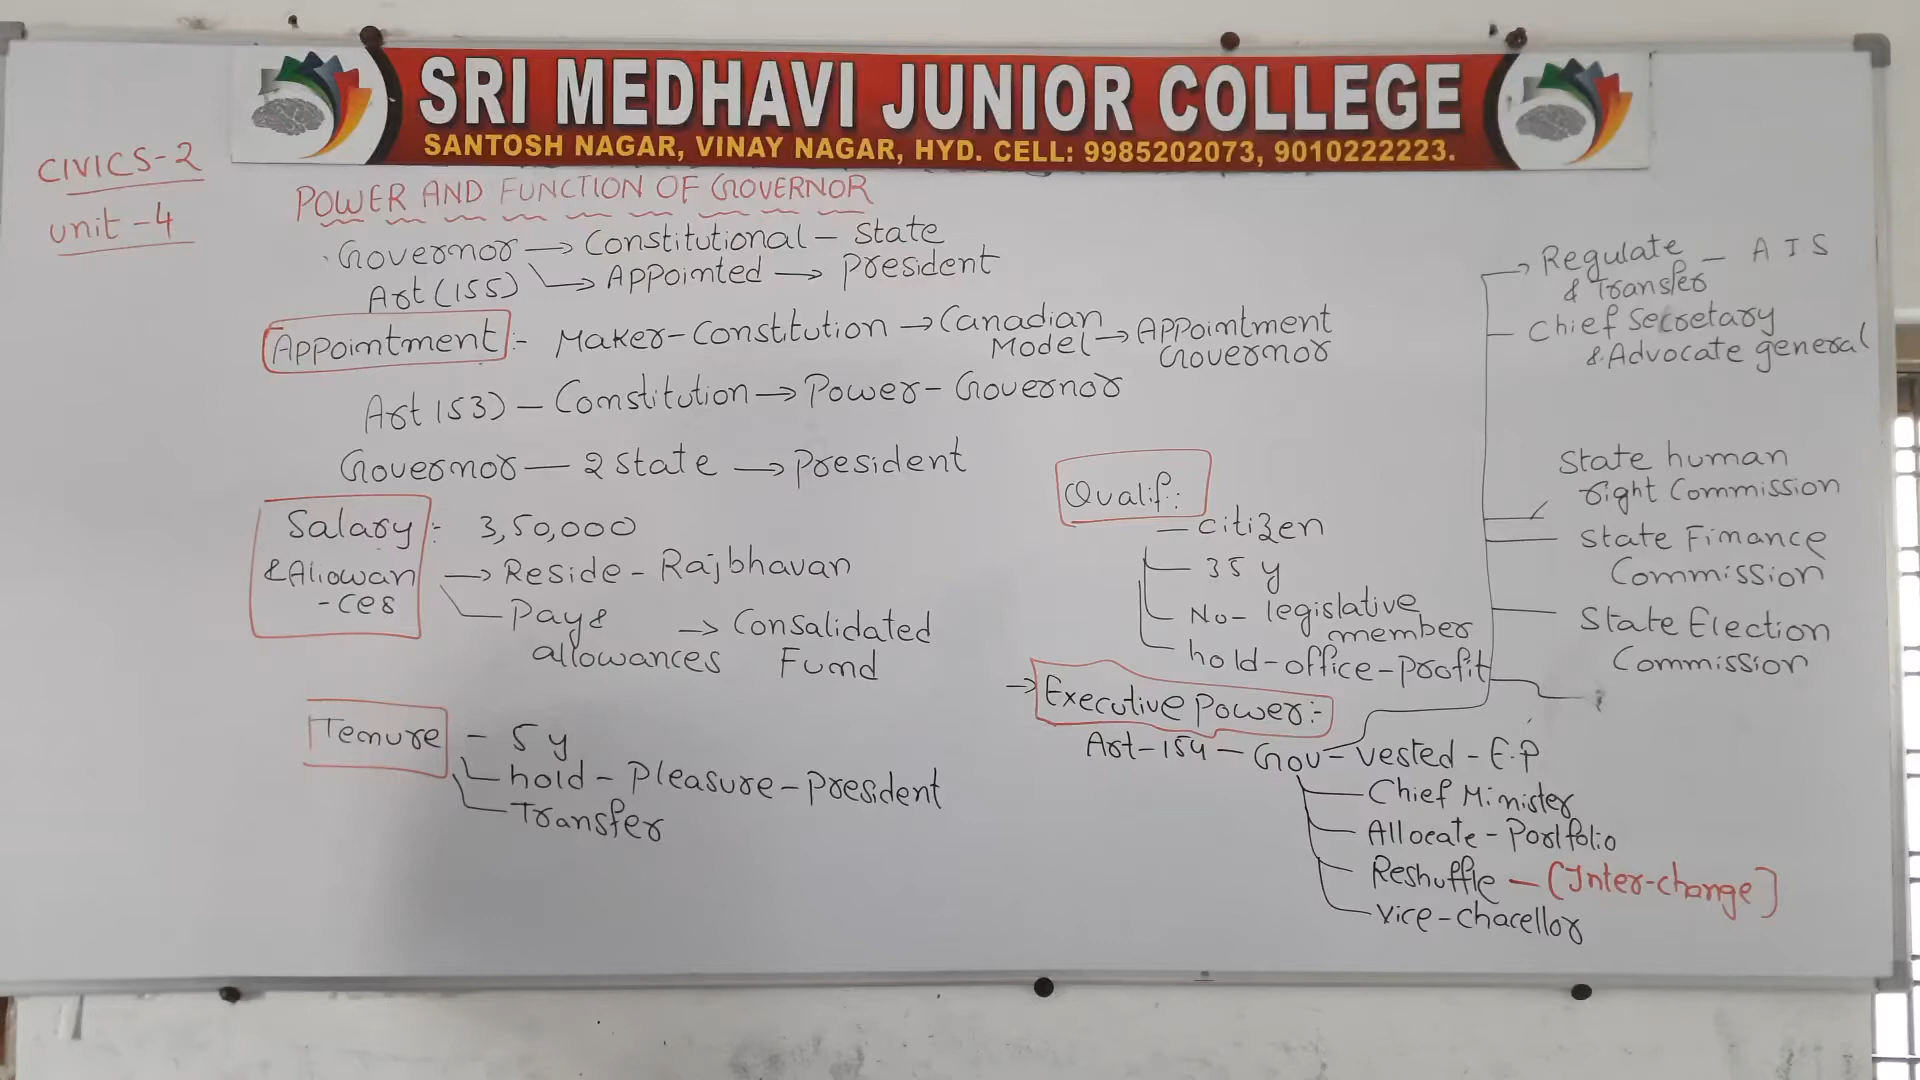 SRI MEDHAVI JUNIOR COLLEGE
SANTOSH NAGAR, VINAY NAGAR, HYD. CELL: 9985202073, 9010222223.
CIVICS-2
unit-4
POWER AND FUNCTION OF GOVERNOR
Governor → Constitutional - State
Art (155) → Appointed → President
Appointment :- Maker-Constitution → Canadian Model → Appointment Governor
Art 153) - Constitution → Power-Governor
Governor - 2 state → president
Salary : 3,50,000
& Allowan
-ces
→ Reside - Rajbhavan
Pay &
allowances
→ Consalidated
Fund
Tenure - 5 y
hold - Pleasure - president
Transfer
Qualif:
- citizen
35 y
No- legislative
member
hold-office-profit
→ Executive power:-
Art-154 - Gov - vested - E.P
Chief Minister
Allocate - Portfolio
Reshuffle - (Inter-change]
Vice-chacellor
→ Regulate - A I S
& Transfer
Chief Secretary
& Advocate general
State human
right Commission
State Finance
Commission
State Election
Commission